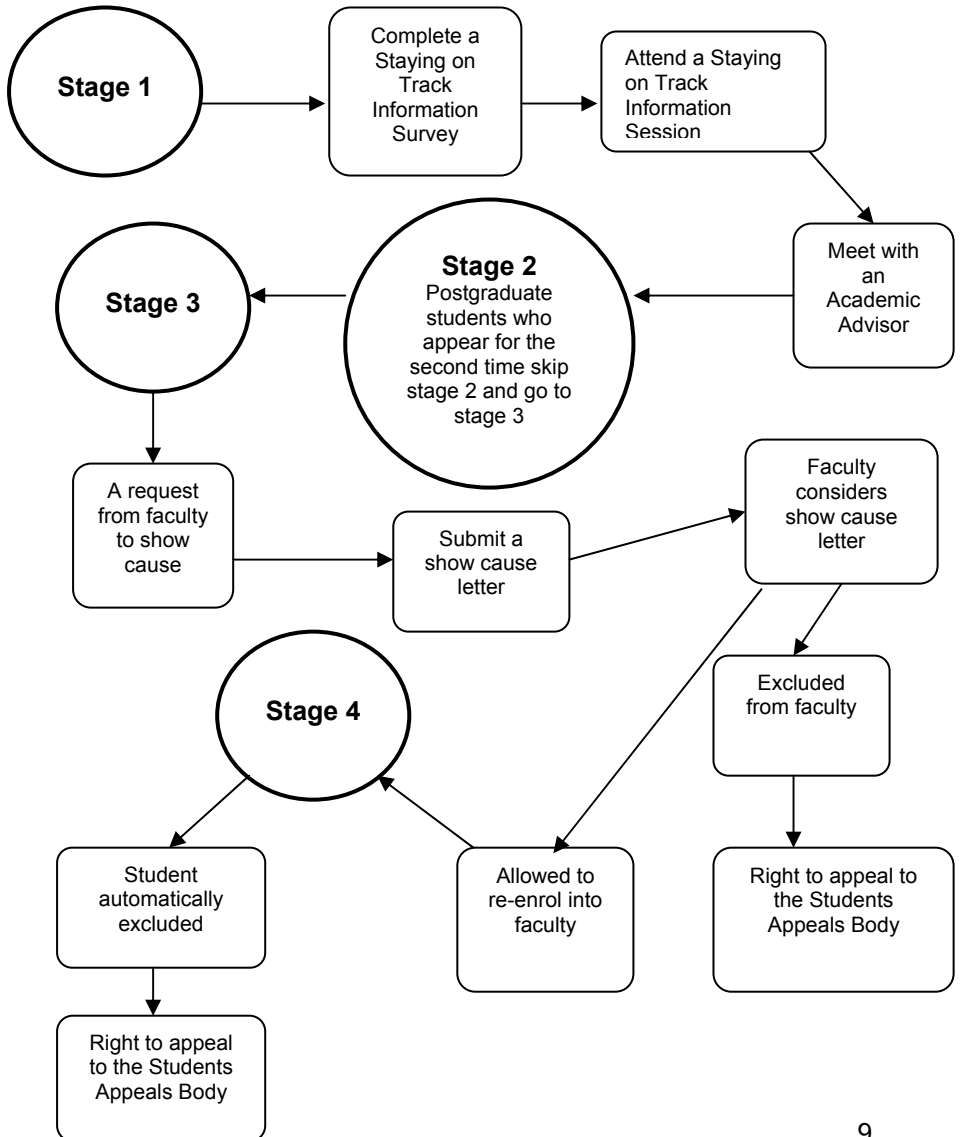 Stage 1
Complete a
Staying on
Track
Information
Survey
Attend a Staying
on Track
Information
Session
Meet with
an
Academic
Advisor
Stage 2
Postgraduate
students who
appear for the
second time skip
stage 2 and go to
stage 3
Stage 3
A request
from faculty
to show
cause
Submit a
show cause
letter
Faculty
considers
show cause
letter
Excluded
from faculty
Right to appeal to
the Students
Appeals Body
Allowed to
re-enrol into
faculty
Stage 4
Student
automatically
excluded
Right to appeal
to the Students
Appeals Body
9